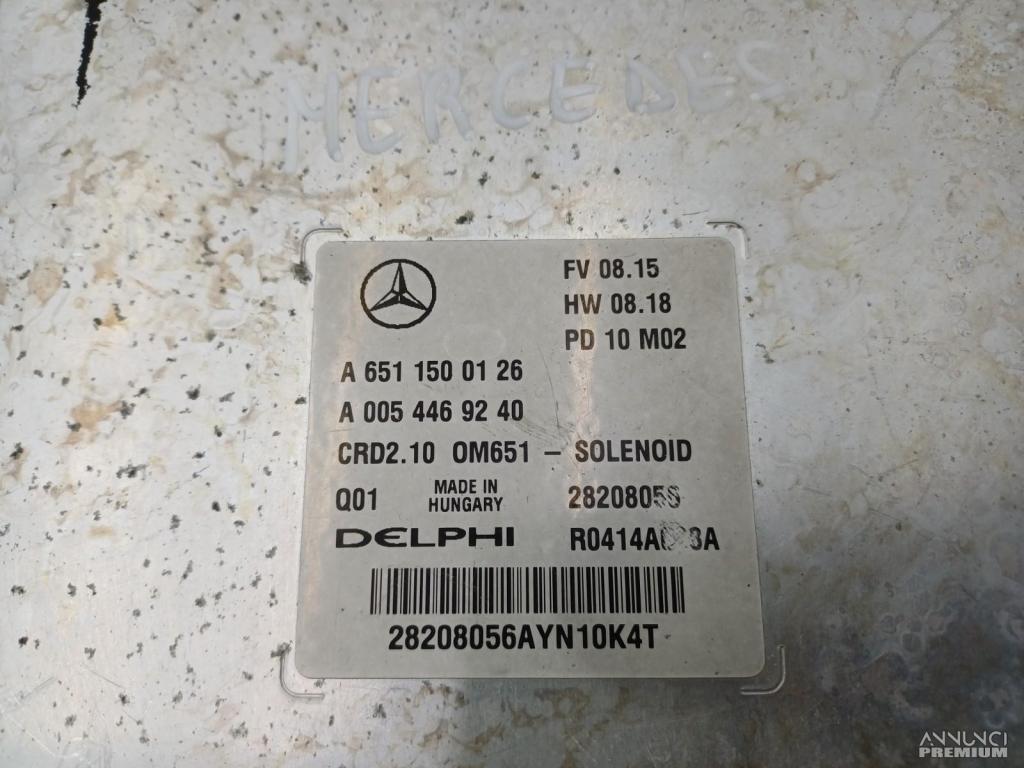 MERCEDES
FV 08.15
HW 08.18
PD 10 M02
A 651 150 01 26
A 005 446 92 40
CRD2.10 OM651 – SOLENOID
Q01 MADE IN HUNGARY 28208056
DELPHI
28208056AYN10K4T
ANNUNCI
PREMIUM